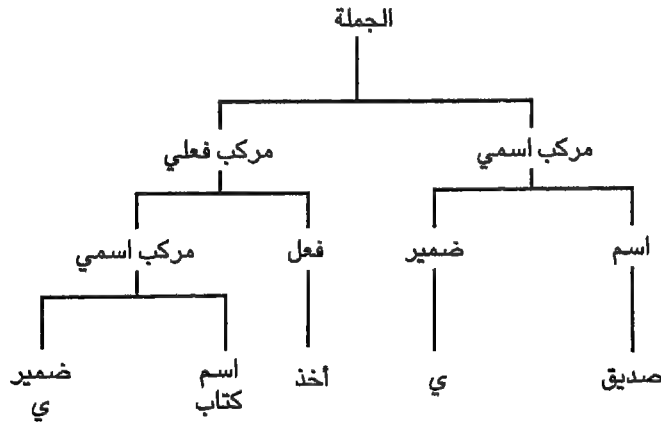 الجملة
مركب اسمي
مركب فعلي
اسم
ضمير
فعل
مركب اسمي
صديق
ي
أخذ
اسم
كتاب
ضمير
ي